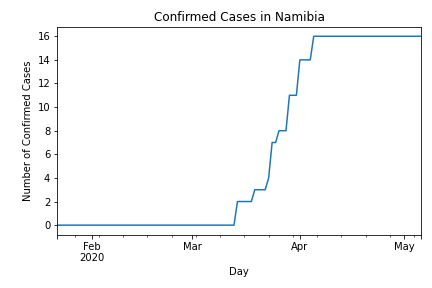 Confirmed Cases in Namibia
16
14
12
10
8
6
4
2
0
Number of Confirmed Cases
Feb
2020
Mar
Apr
May
Day